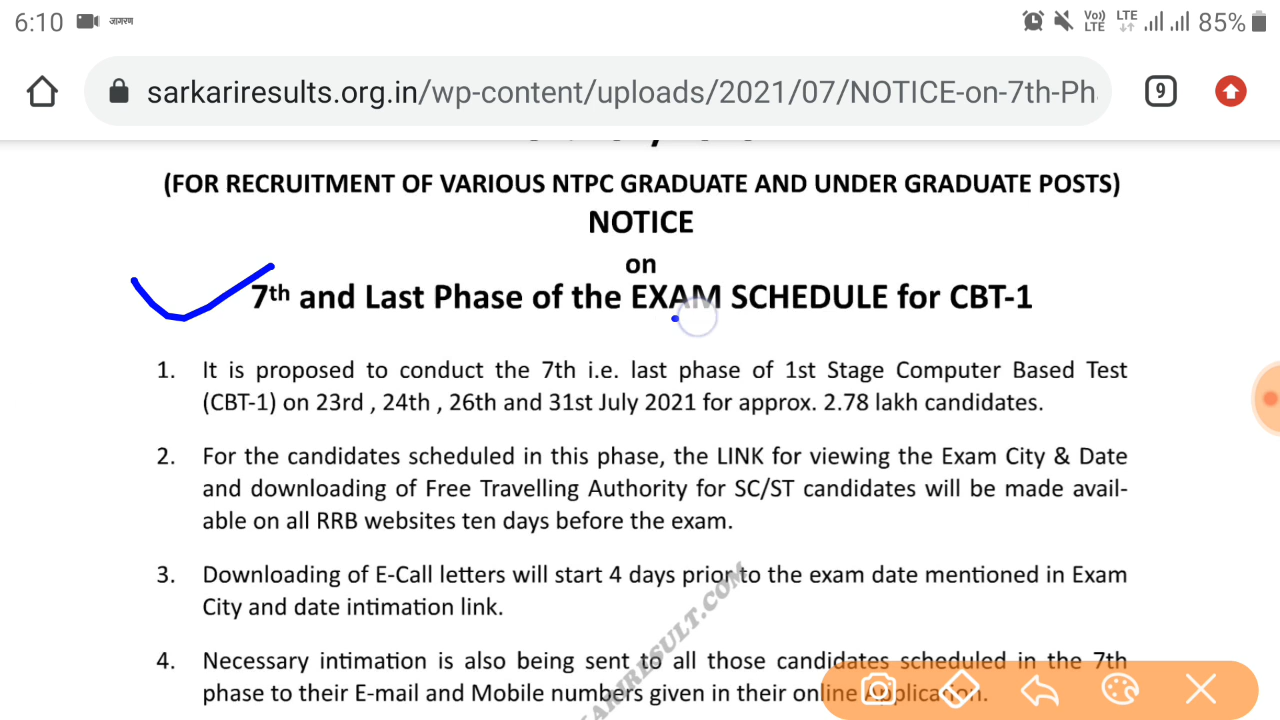 6:10 जागरण Vo)) LTE LTE 85%
sarkariresults.org.in/wp-content/uploads/2021/07/NOTICE-on-7th-Ph
9
(FOR RECRUITMENT OF VARIOUS NTPC GRADUATE AND UNDER GRADUATE POSTS)
NOTICE
on
7th and Last Phase of the EXAM SCHEDULE for CBT-1
1. It is proposed to conduct the 7th i.e. last phase of 1st Stage Computer Based Test
(CBT-1) on 23rd , 24th , 26th and 31st July 2021 for approx. 2.78 lakh candidates.
2. For the candidates scheduled in this phase, the LINK for viewing the Exam City & Date
and downloading of Free Travelling Authority for SC/ST candidates will be made avail-
able on all RRB websites ten days before the exam.
3. Downloading of E-Call letters will start 4 days prior to the exam date mentioned in Exam
City and date intimation link.
4. Necessary intimation is also being sent to all those candidates scheduled in the 7th
phase to their E-mail and Mobile numbers given in their online Application.
ARIRESULT.COM